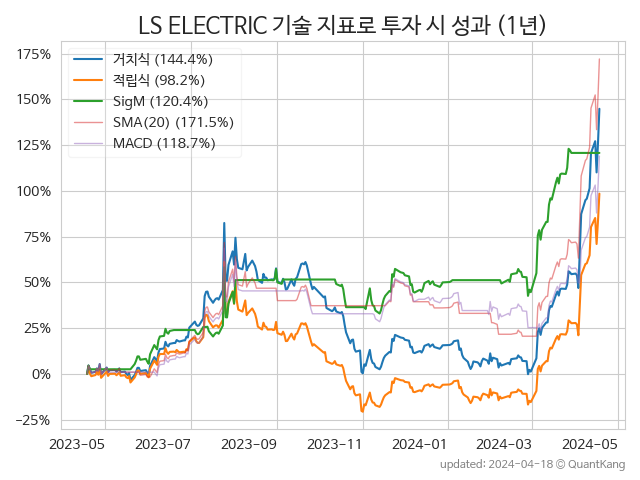 LS ELECTRIC 기술 지표로 투자 시 성과 (1년)
175%
150%
125%
100%
75%
50%
25%
0%
−25%
거치식 (144.4%)
적립식 (98.2%)
SigM (120.4%)
SMA(20) (171.5%)
MACD (118.7%)
2023-05 2023-07 2023-09 2023-11 2024-01 2024-03 2024-05
updated: 2024-04-18 © QuantKang